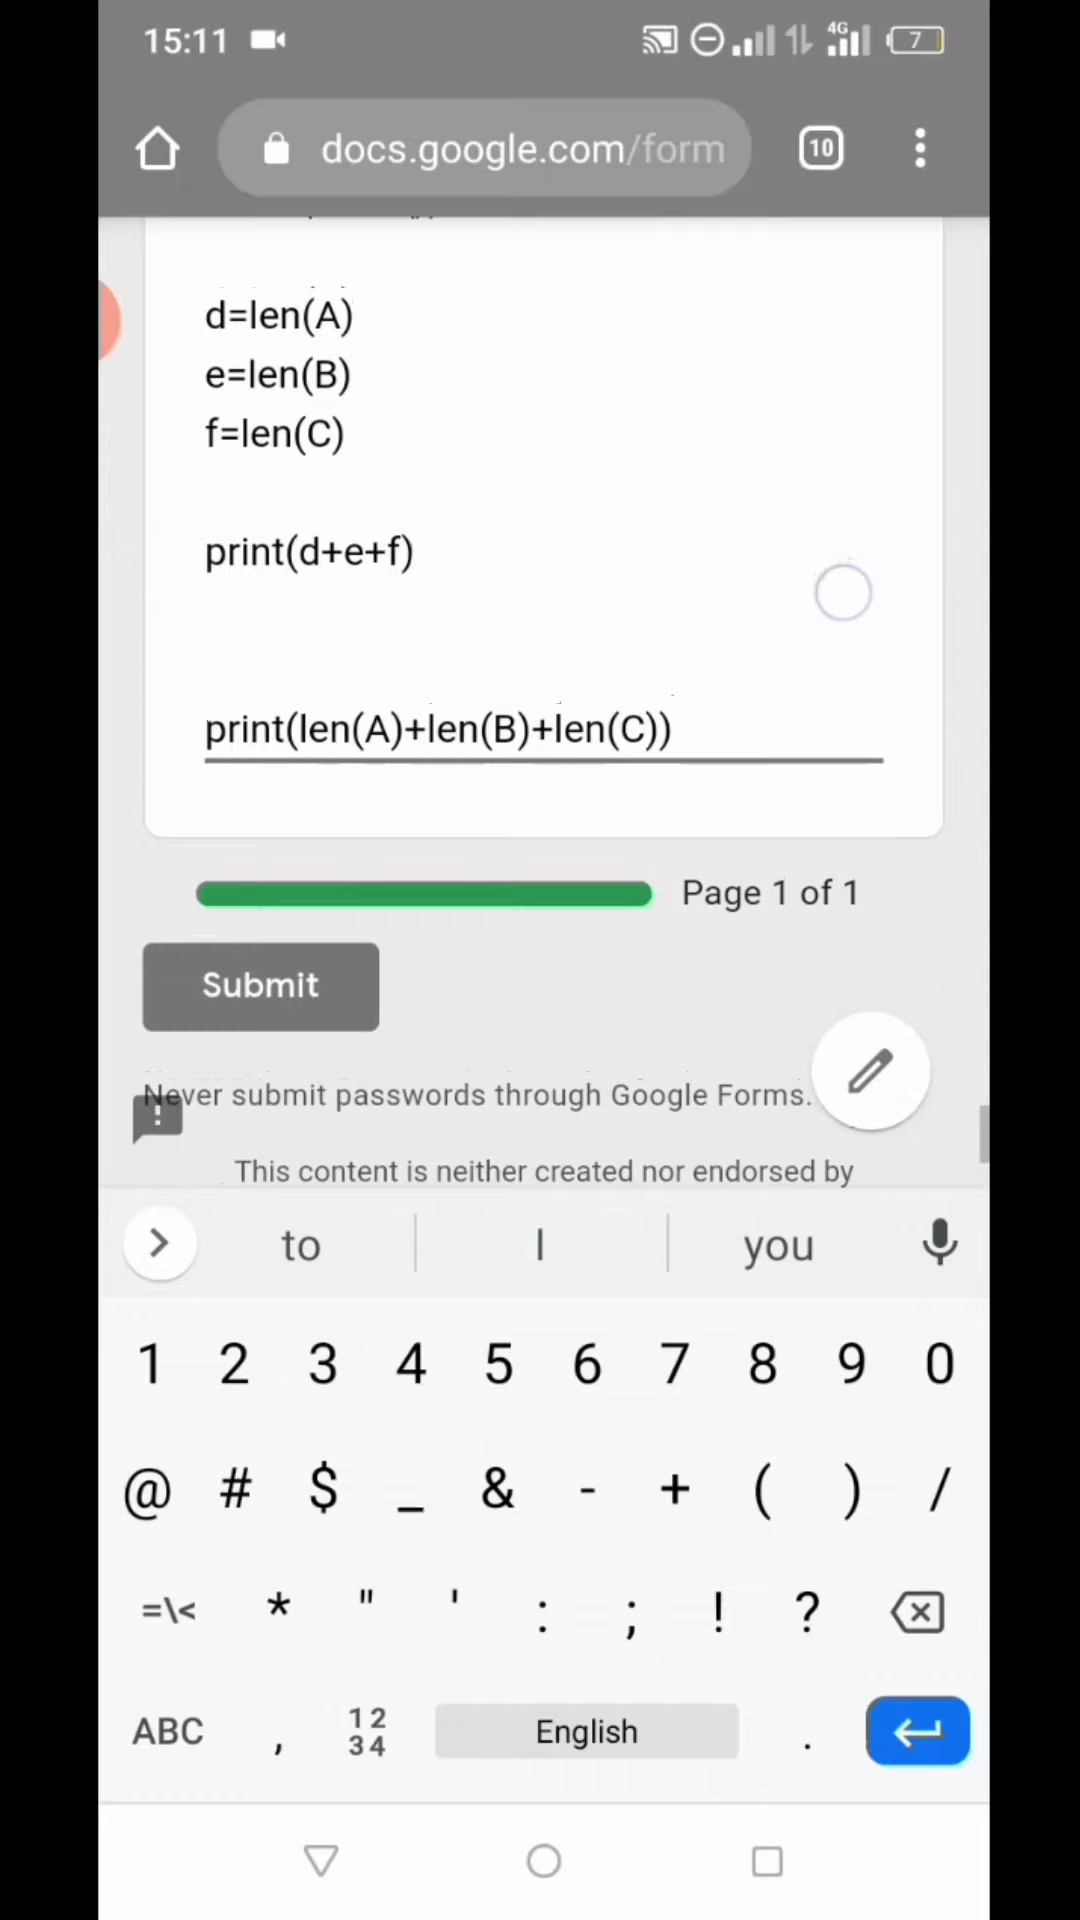 15:11
4G
7
docs.google.com/form
10
d=len(A)
e=len(B)
f=len(C)
print(d+e+f)
print(len(A)+len(B)+len(C))
Page 1 of 1
Submit
Never submit passwords through Google Forms.
This content is neither created nor endorsed by
to I you
1 2 3 4 5 6 7 8 9 0
@ # $ _ & - + ( ) /
=\< * " ' : ; ! ?
ABC , 12 34 English .